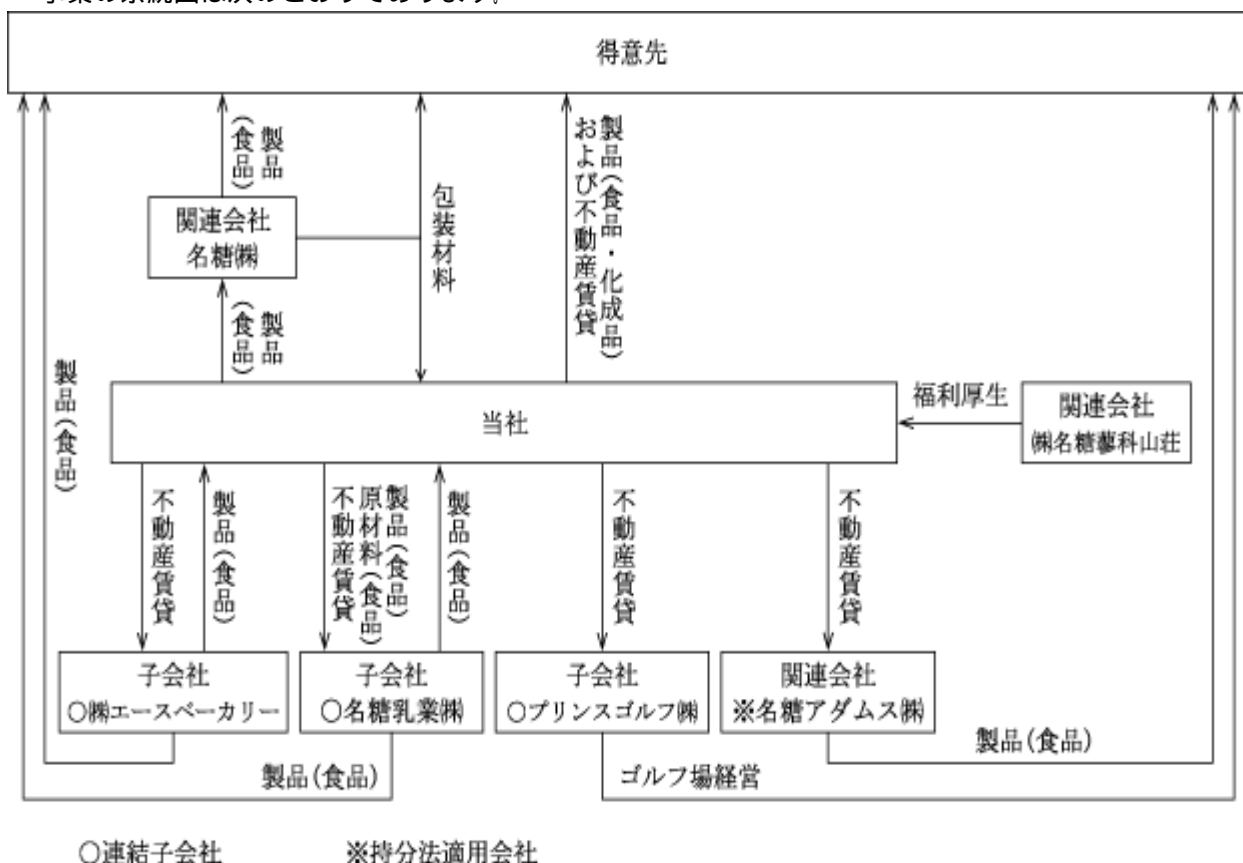 事業の系統図は次のとおりであります。
得意先
製品
(食品)
関連会社
名糖㈱
製品
(食品)
包装材料
製品(食品・化成品)
および不動産賃貸
製品(食品)
当社
福利厚生
関連会社
㈱名糖蓼科山荘
不動産賃貸
製品(食品)
製品(食品)
原材料(食品)
不動産賃貸
製品(食品)
不動産賃貸
不動産賃貸
子会社
○㈱エースベーカリー
子会社
○名糖乳業㈱
子会社
○プリンスゴルフ㈱
関連会社
※名糖アダムス㈱
製品(食品)
製品(食品)
ゴルフ場経営
○連結子会社
※持分法適用会社